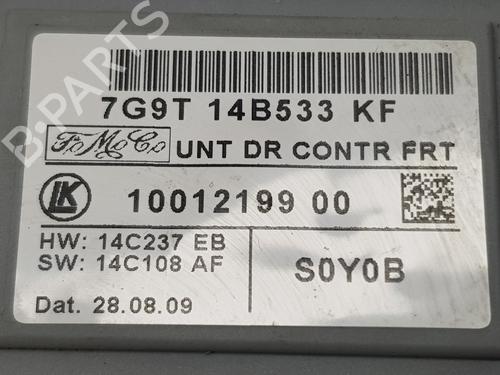 7G9T 14B533 KF
FoMoCo UNT DR CONTR FRT
LK 10012199 00
HW: 14C237 EB
SW: 14C108 AF
S0Y0B
Dat. 28.08.09
B-PARTS